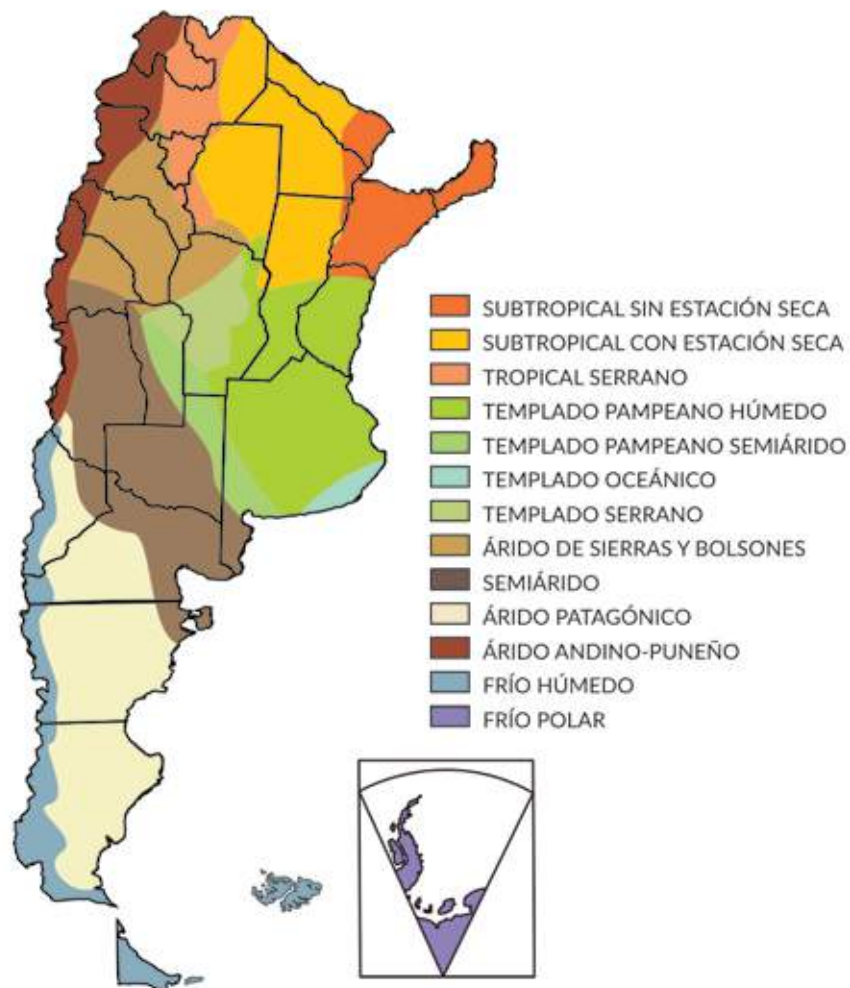 SUBTROPICAL SIN ESTACIÓN SECA
SUBTROPICAL CON ESTACIÓN SECA
TROPICAL SERRANO
TEMPLADO PAMPEANO HÚMEDO
TEMPLADO PAMPEANO SEMIÁRIDO
TEMPLADO OCEÁNICO
TEMPLADO SERRANO
ÁRIDO DE SIERRAS Y BOLSONES
SEMIÁRIDO
ÁRIDO PATAGÓNICO
ÁRIDO ANDINO-PUNEÑO
FRÍO HÚMEDO
FRÍO POLAR